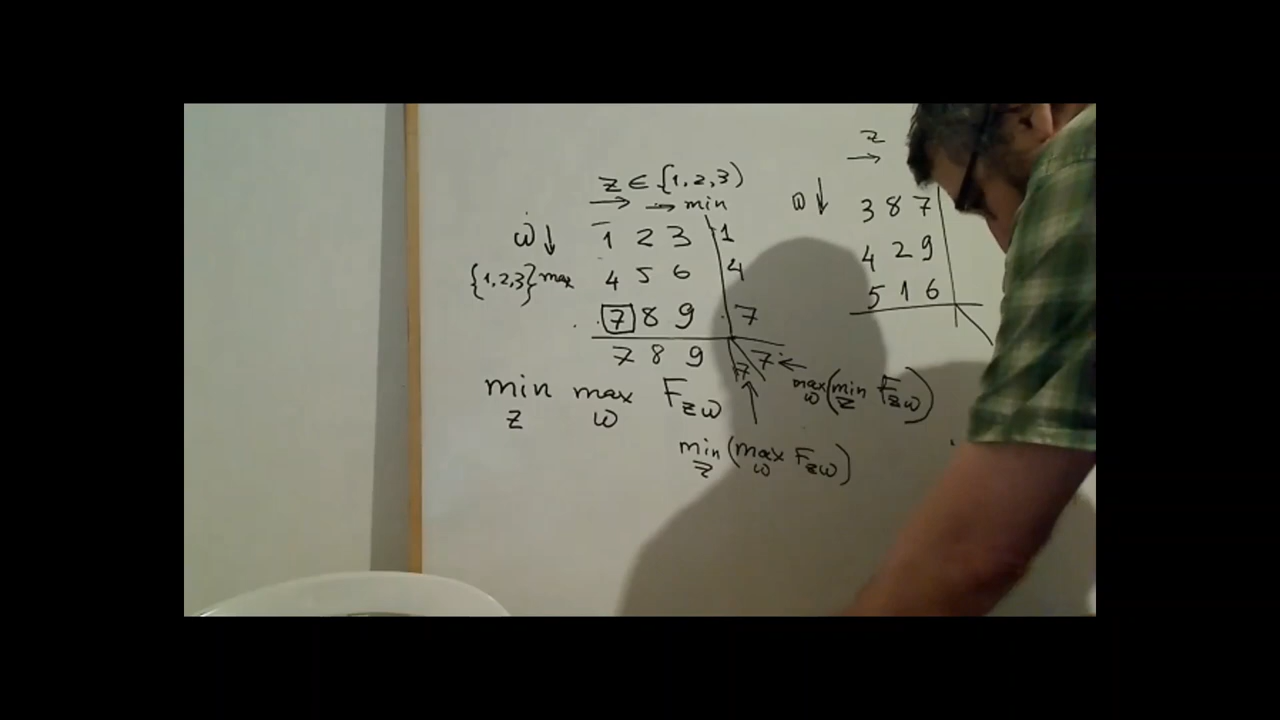 z ∈ {1,2,3)
→ → min
ω ↓ 1 2 3 | 1
{1,2,3} max 4 5 6 4
7 8 9 7
7 8 9 7 ←
7
min max F_zω
z ω
max(min F_zω)
ω z
↑
min(max F_zω)
z ω
z
→
ω ↓ 3 8 7
4 2 9
5 1 6